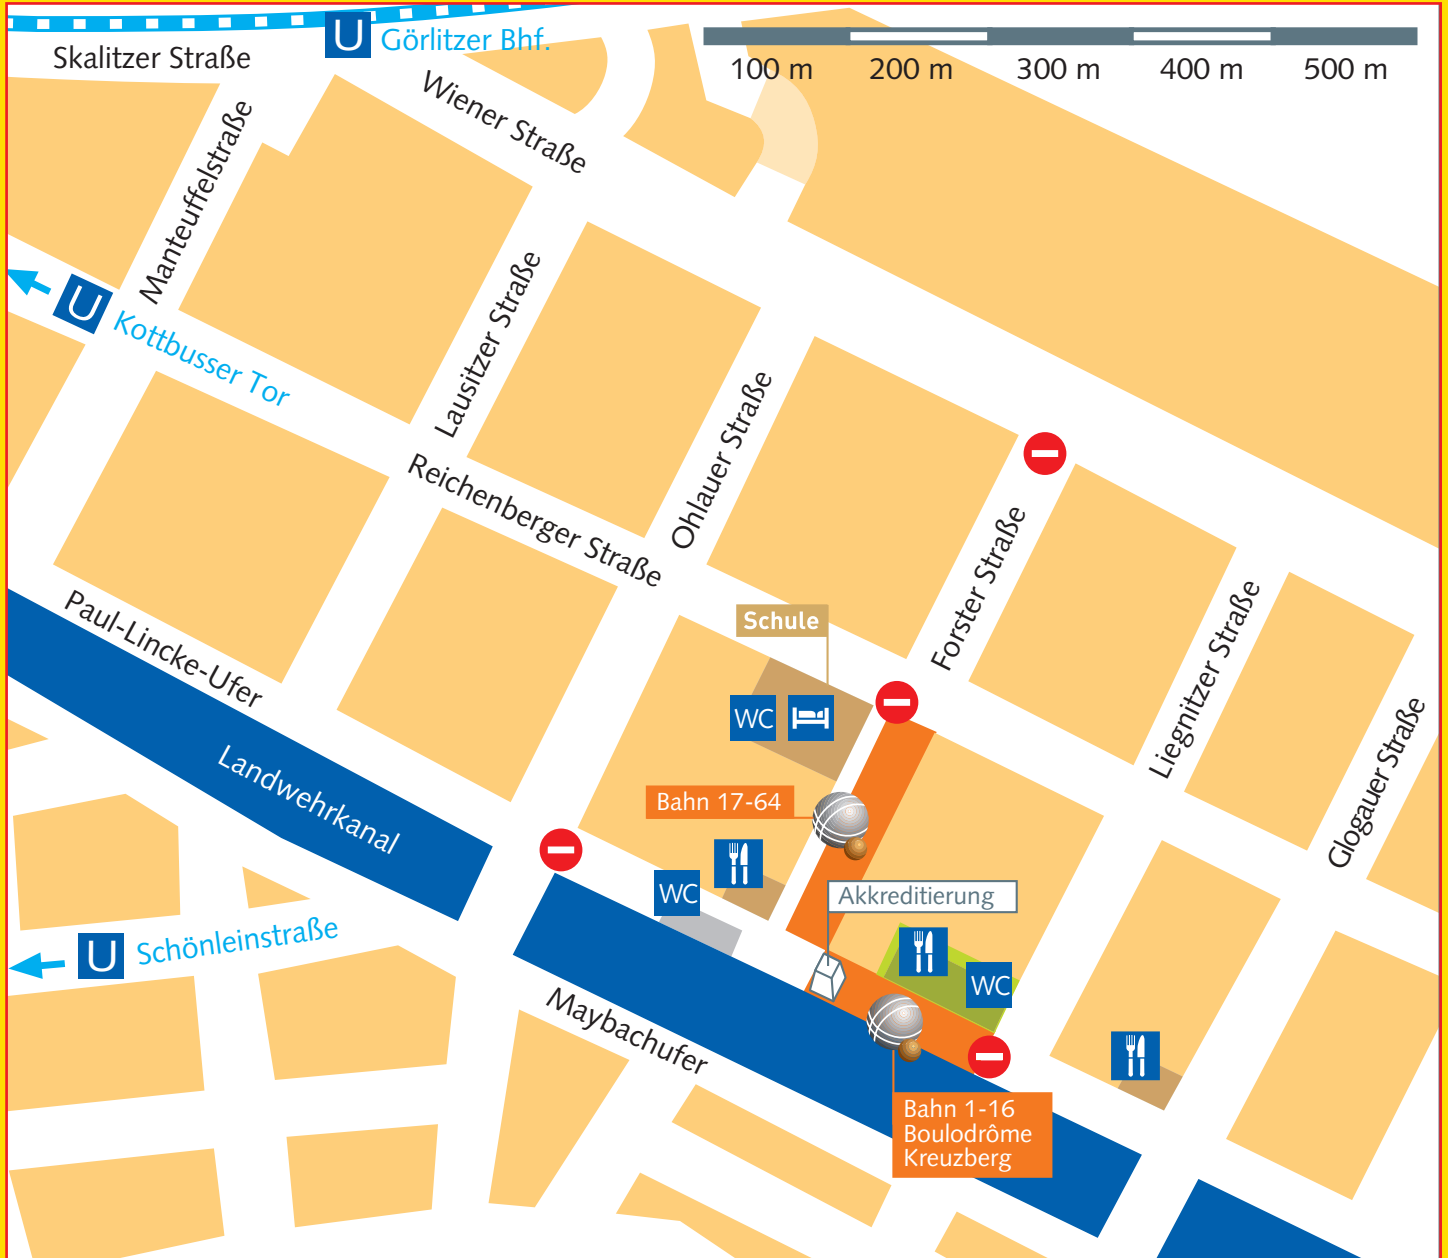 U Görlitzer Bhf.
Skalitzer Straße
100 m 200 m 300 m 400 m 500 m
Wiener Straße
Manteuffelstraße
U Kottbusser Tor
Lausitzer Straße
Ohlauer Straße
Reichenberger Straße
Forster Straße
Liegnitzer Straße
Glogauer Straße
Paul-Lincke-Ufer
Landwehrkanal
Schule
WC
Bahn 17-64
WC
Akkreditierung
WC
U Schönleinstraße
Maybachufer
Bahn 1-16
Boulodrôme
Kreuzberg